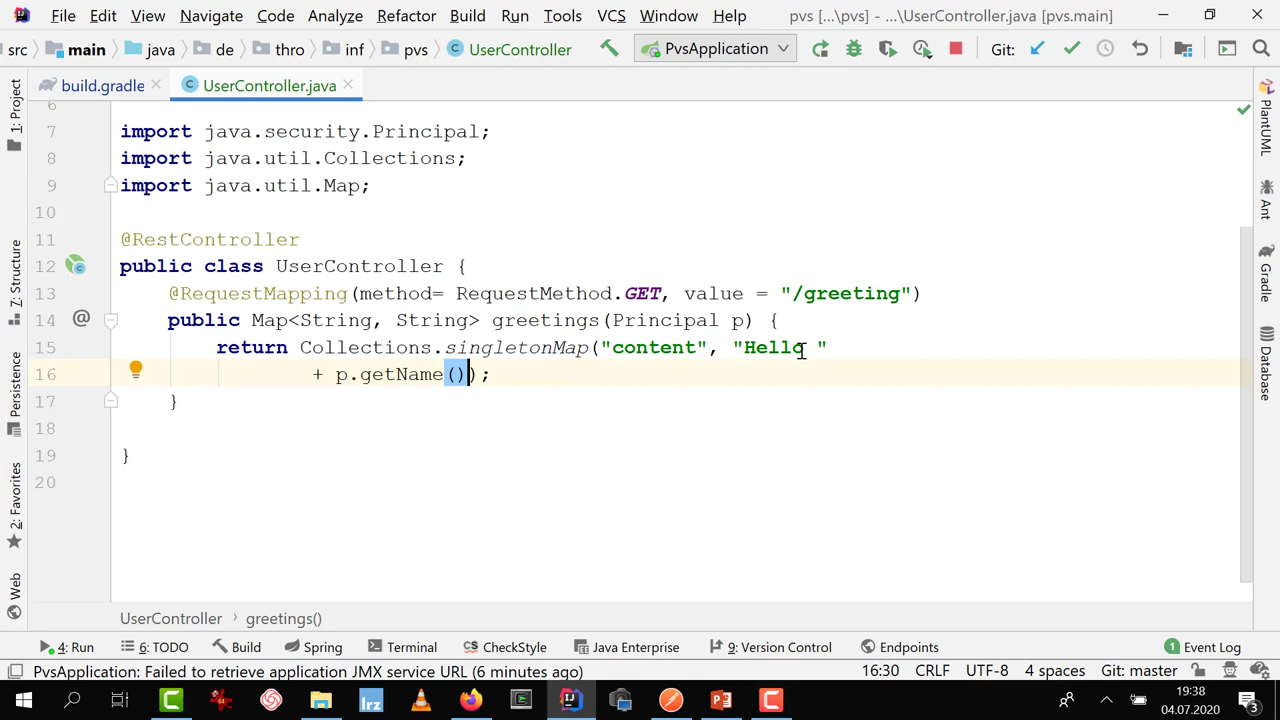 File Edit View Navigate Code Analyze Refactor Build Run Tools VCS Window Help pvs [...\pvs] - ...\UserController.java [pvs.main]
src main java de thro inf pvs UserController PvsApplication Git:
build.gradle UserController.java
6
7 import java.security.Principal;
8 import java.util.Collections;
9 import java.util.Map;
10
11 @RestController
12 public class UserController {
13 @RequestMapping(method= RequestMethod.GET, value = "/greeting")
14 public Map<String, String> greetings(Principal p) {
15 return Collections.singletonMap("content", "Hello "
16 + p.getName());
17 }
18
19 }
20
1: Project
7: Structure
Persistence
2: Favorites
Web
PlantUML
Ant
Gradle
Database
UserController greetings()
4: Run 6: TODO Build Spring Terminal CheckStyle Java Enterprise 9: Version Control Endpoints 1 Event Log
PvsApplication: Failed to retrieve application JMX service URL (6 minutes ago) 16:30 CRLF UTF-8 4 spaces Git: master
lrz 19:38
04.07.2020 3